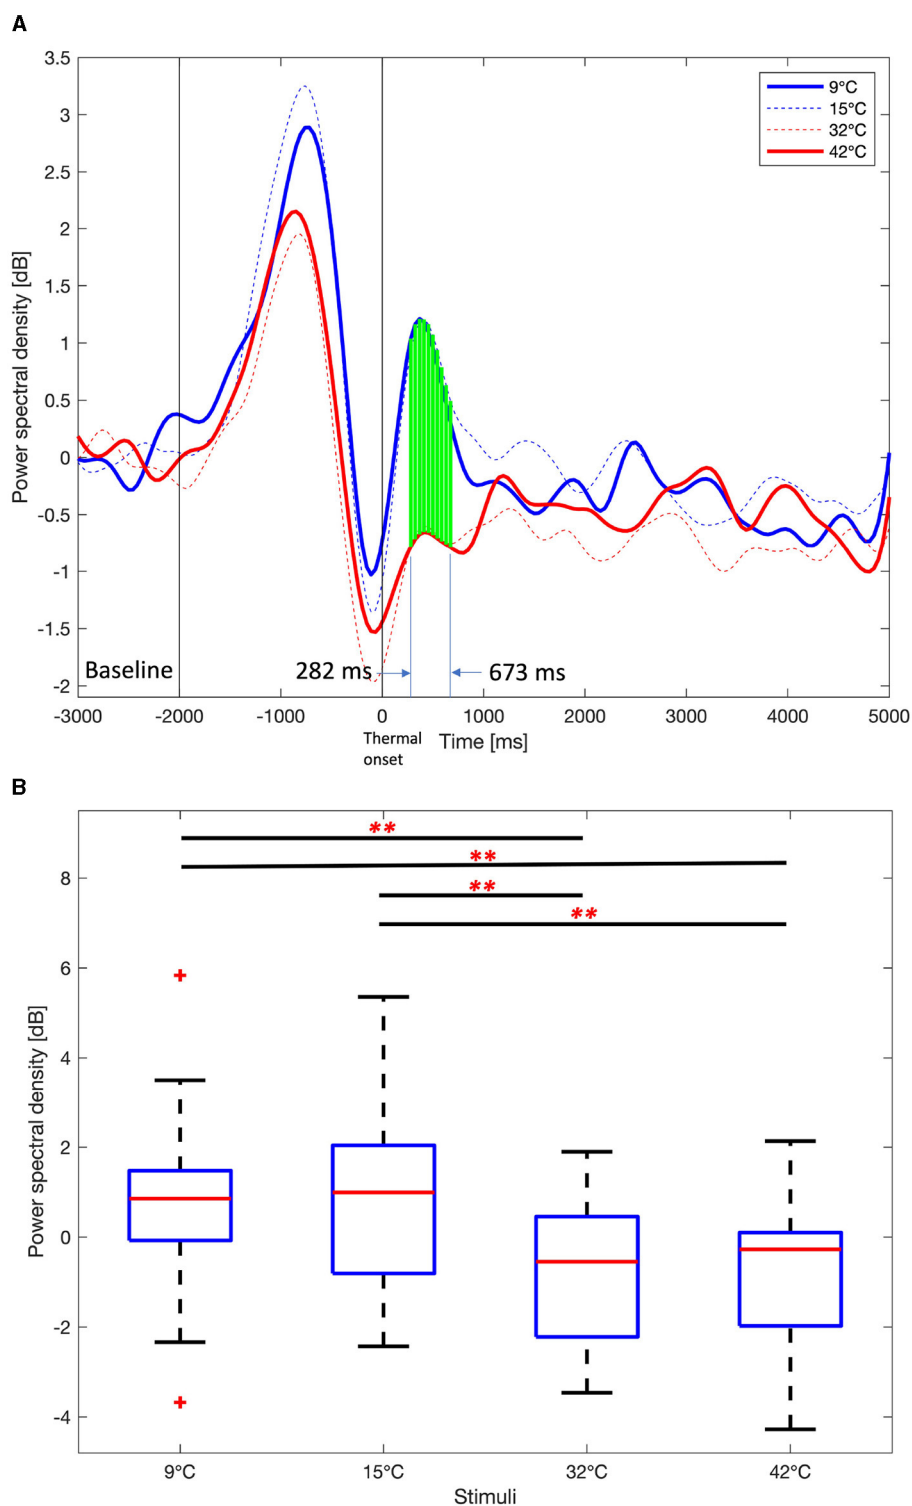 A
3.5
3
2.5
2
1.5
1
0.5
0
-0.5
-1
-1.5
-2
Power spectral density [dB]
9°C
15°C
32°C
42°C
Baseline
282 ms
673 ms
-3000 -2000 -1000 0 1000 2000 3000 4000 5000
Thermal
onset
Time [ms]
B
**
**
**
**
8
6
4
2
0
-2
-4
Power spectral density [dB]
9°C 15°C 32°C 42°C
Stimuli